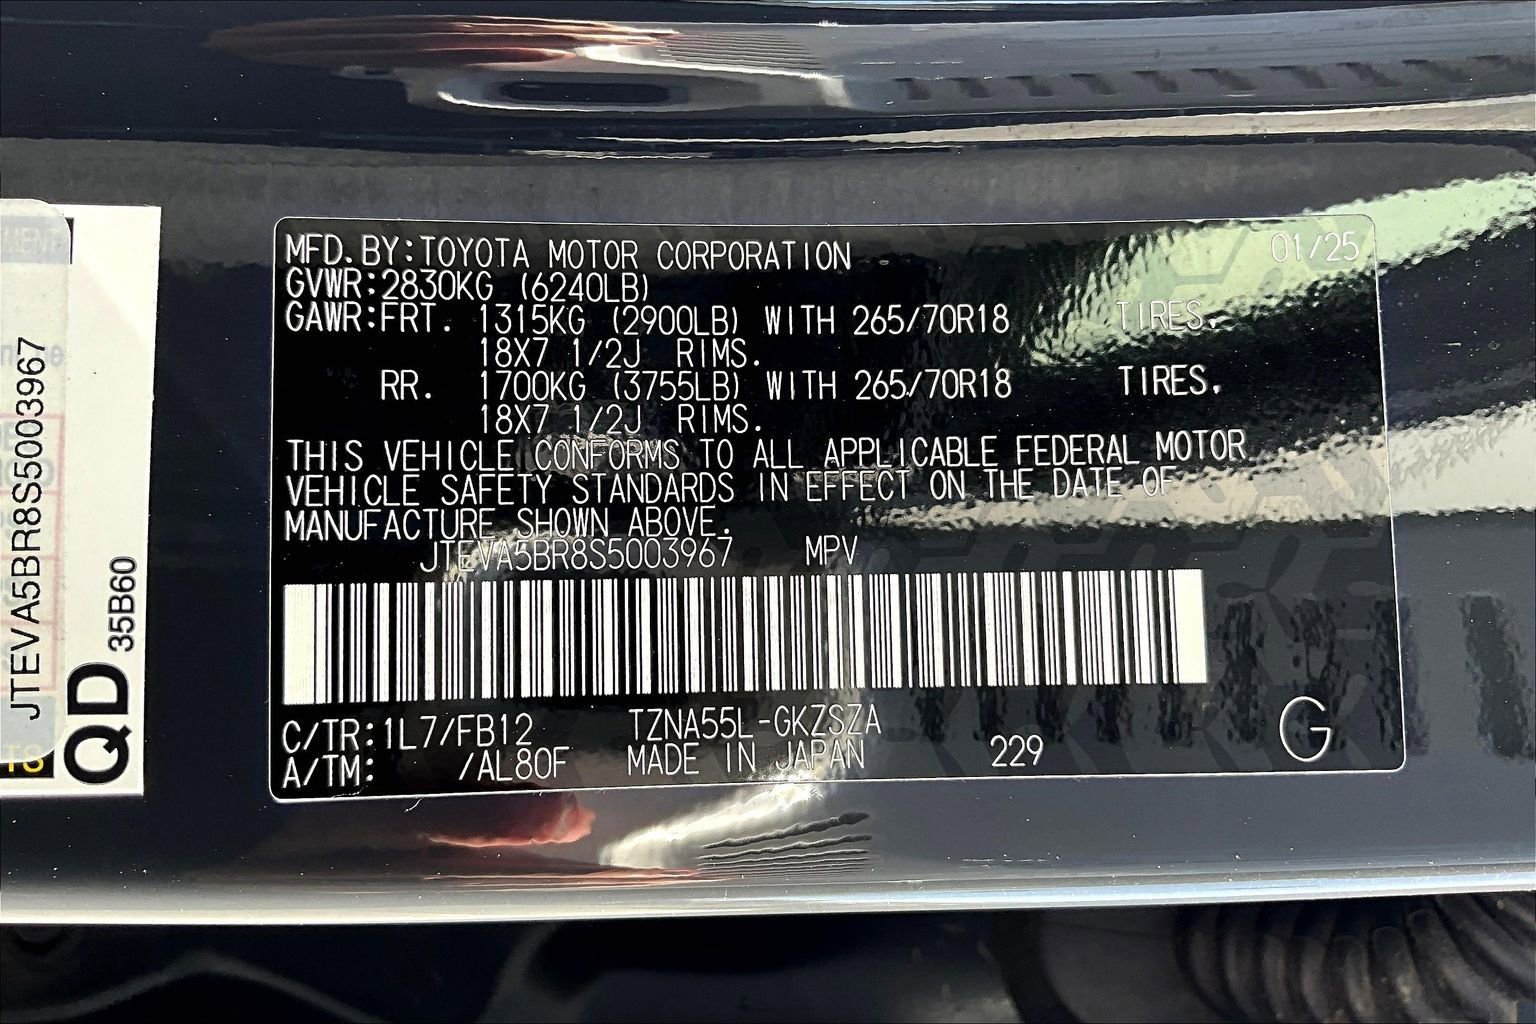 MFD.BY:TOYOTA MOTOR CORPORATION 01/25
GVWR:2830KG (6240LB)
GAWR:FRT. 1315KG (2900LB) WITH 265/70R18 TIRES.
18X7 1/2J RIMS.
RR. 1700KG (3755LB) WITH 265/70R18 TIRES.
18X7 1/2J RIMS.
THIS VEHICLE CONFORMS TO ALL APPLICABLE FEDERAL MOTOR
VEHICLE SAFETY STANDARDS IN EFFECT ON THE DATE OF
MANUFACTURE SHOWN ABOVE.
JTEVA5BR8S5003967 MPV
C/TR:1L7/FB12 TZNA55L-GKZSZA
A/TM: /AL80F MADE IN JAPAN 229 G
JTEVA5BR8S5003967
QD 35B60